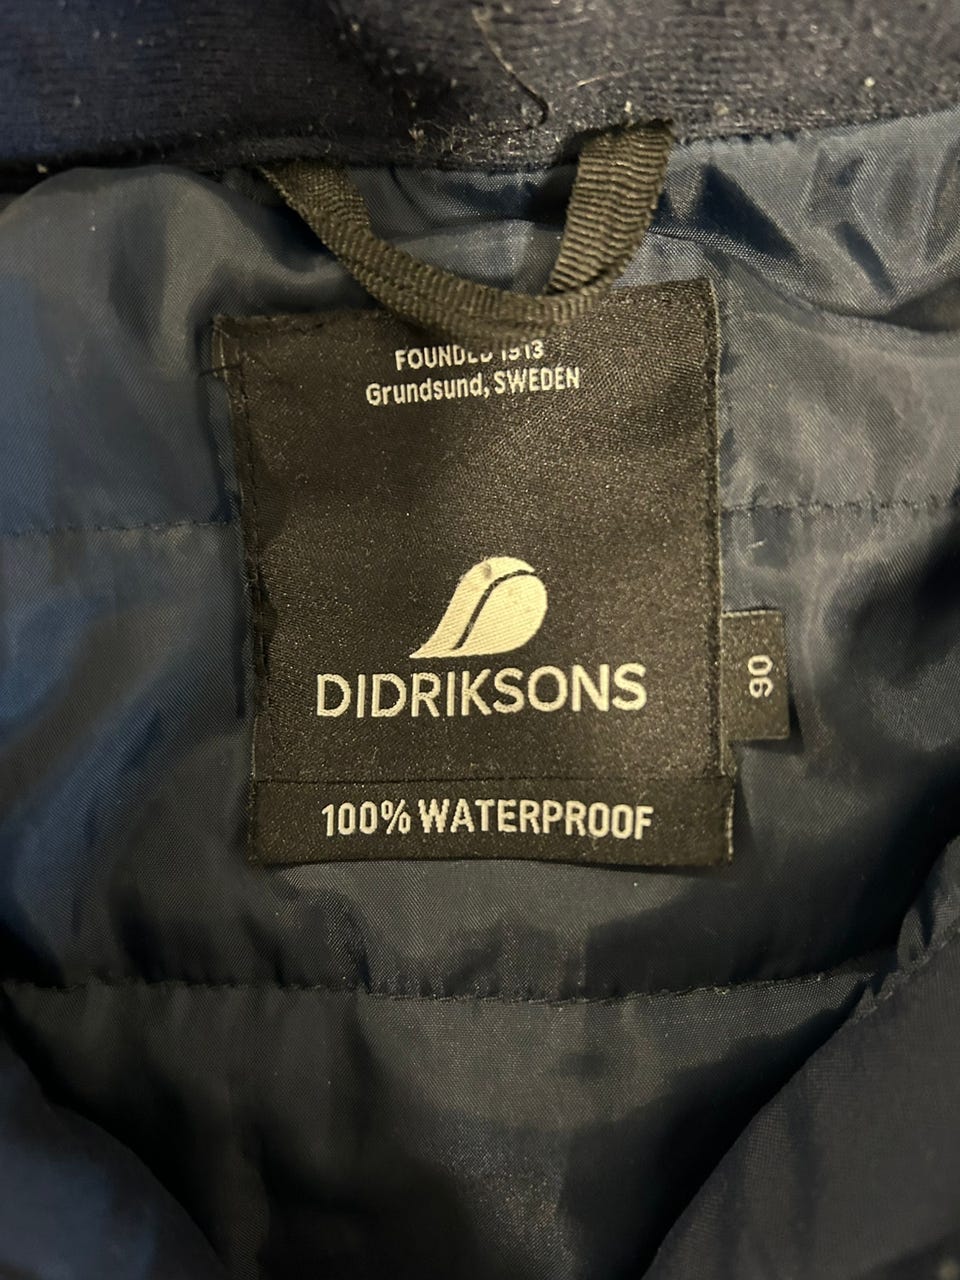 FOUNDED 1913
Grundsund, SWEDEN
DIDRIKSONS
90
100% WATERPROOF